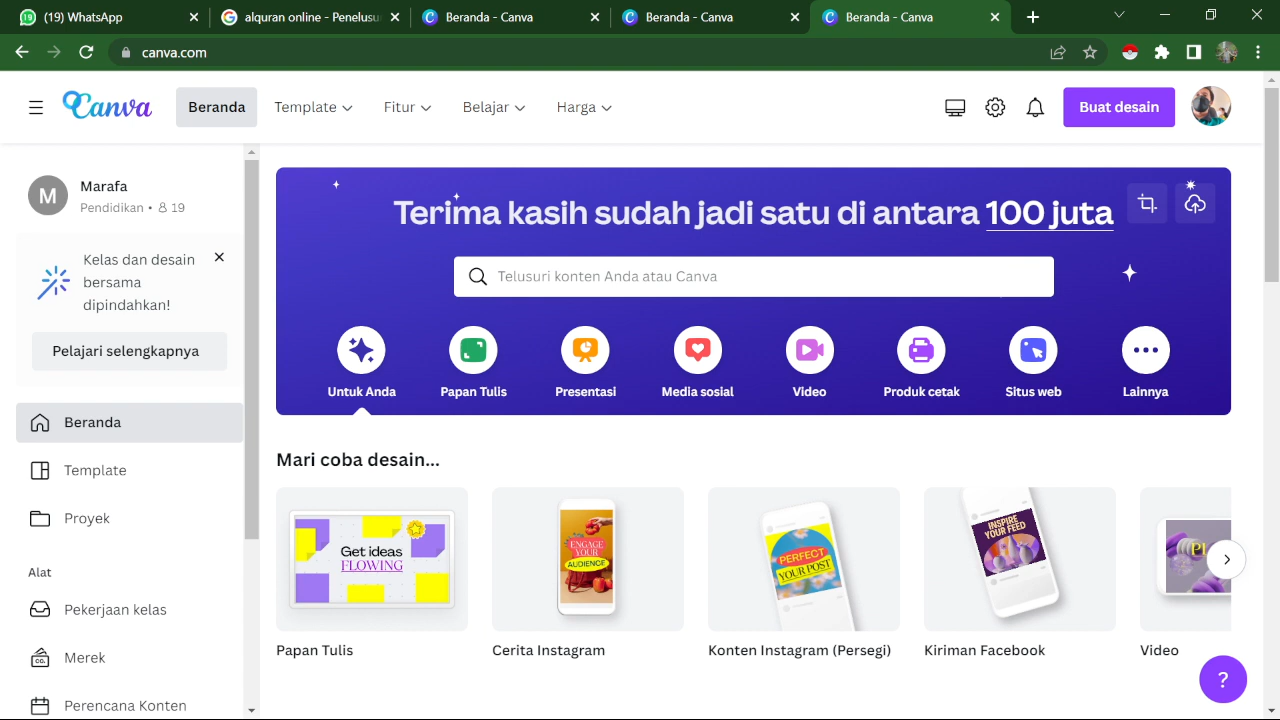 (19) WhatsApp
alquran online - Penelusu
Beranda - Canva
Beranda - Canva
Beranda - Canva
canva.com
Canva
Beranda
Template
Fitur
Belajar
Harga
Buat desain
M
Marafa
Pendidikan • 19
Kelas dan desain
bersama
dipindahkan!
Pelajari selengkapnya
Beranda
Template
Proyek
Alat
Pekerjaan kelas
Merek
Perencana Konten
Terima kasih sudah jadi satu di antara 100 juta
Telusuri konten Anda atau Canva
Untuk Anda
Papan Tulis
Presentasi
Media sosial
Video
Produk cetak
Situs web
Lainnya
Mari coba desain...
Get ideas
FLOWING
ENGAGE
YOUR
AUDIENCE
PERFECT
YOUR POST
INSPIRE
YOUR FEED
Papan Tulis
Cerita Instagram
Konten Instagram (Persegi)
Kiriman Facebook
Video
?